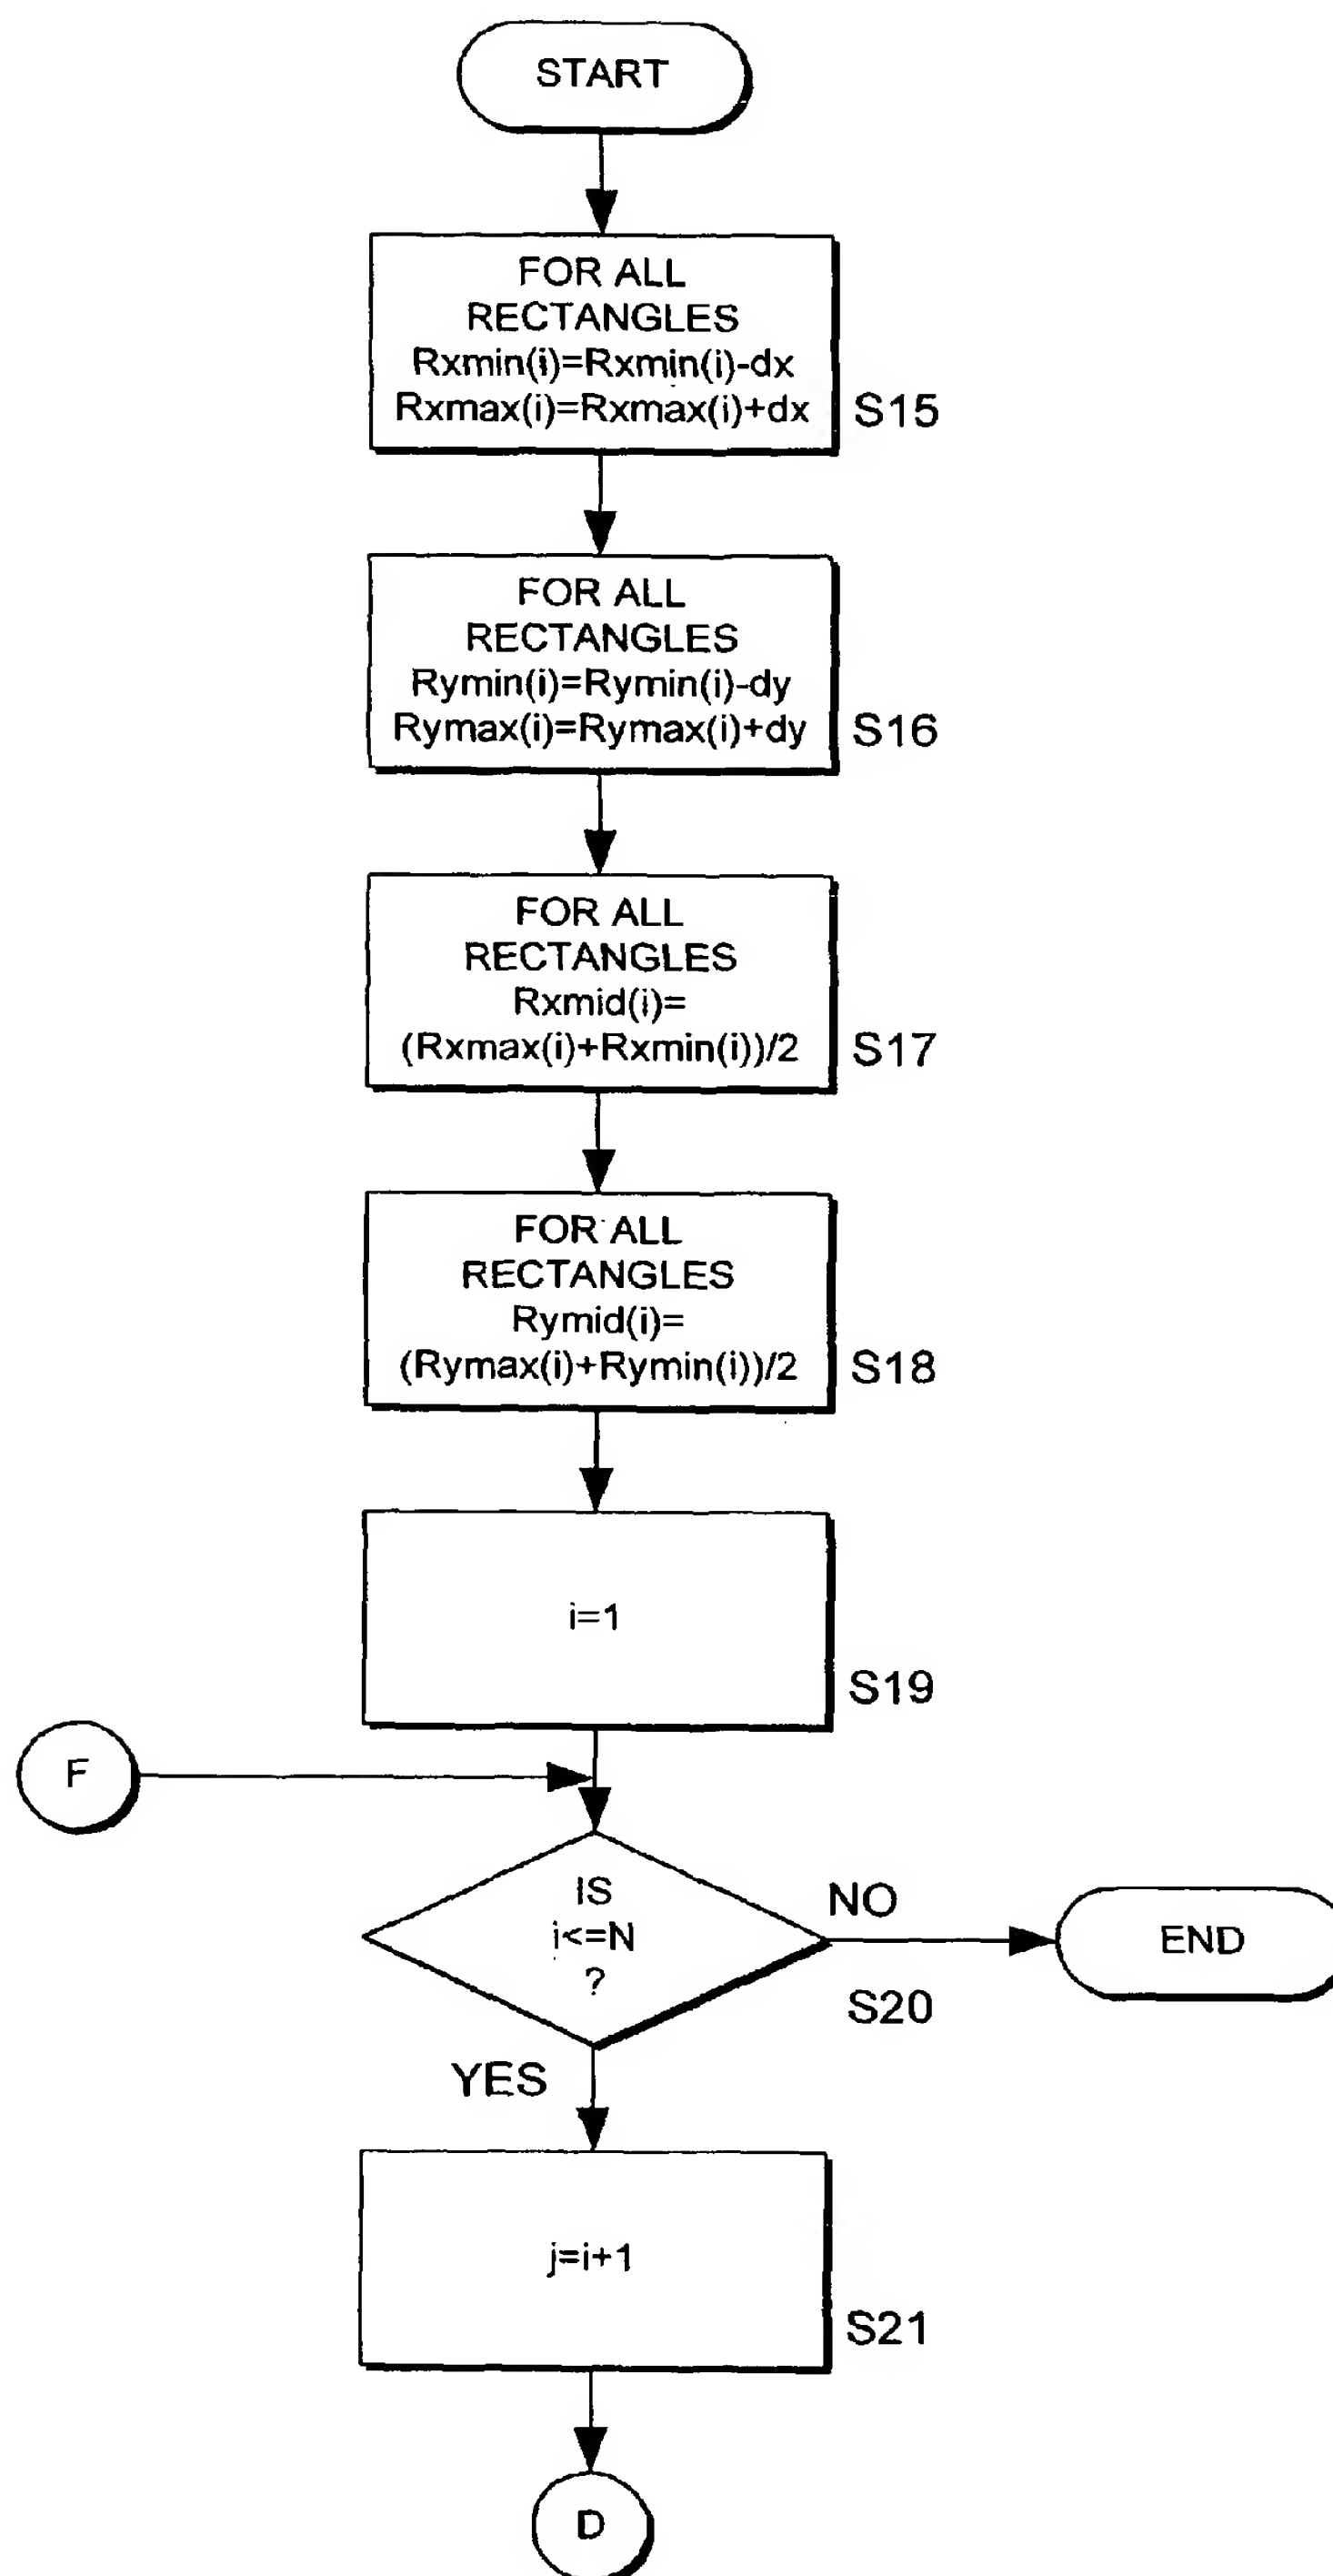 START
FOR ALL
RECTANGLES
Rxmin(i)=Rxmin(i)-dx
Rxmax(i)=Rxmax(i)+dx
S15
FOR ALL
RECTANGLES
Rymin(i)=Rymin(i)-dy
Rymax(i)=Rymax(i)+dy
S16
FOR ALL
RECTANGLES
Rxmid(i)=
(Rxmax(i)+Rxmin(i))/2
S17
FOR ALL
RECTANGLES
Rymid(i)=
(Rymax(i)+Rymin(i))/2
S18
i=1
S19
F
IS
i<=N
?
NO
END
S20
YES
j=i+1
S21
D